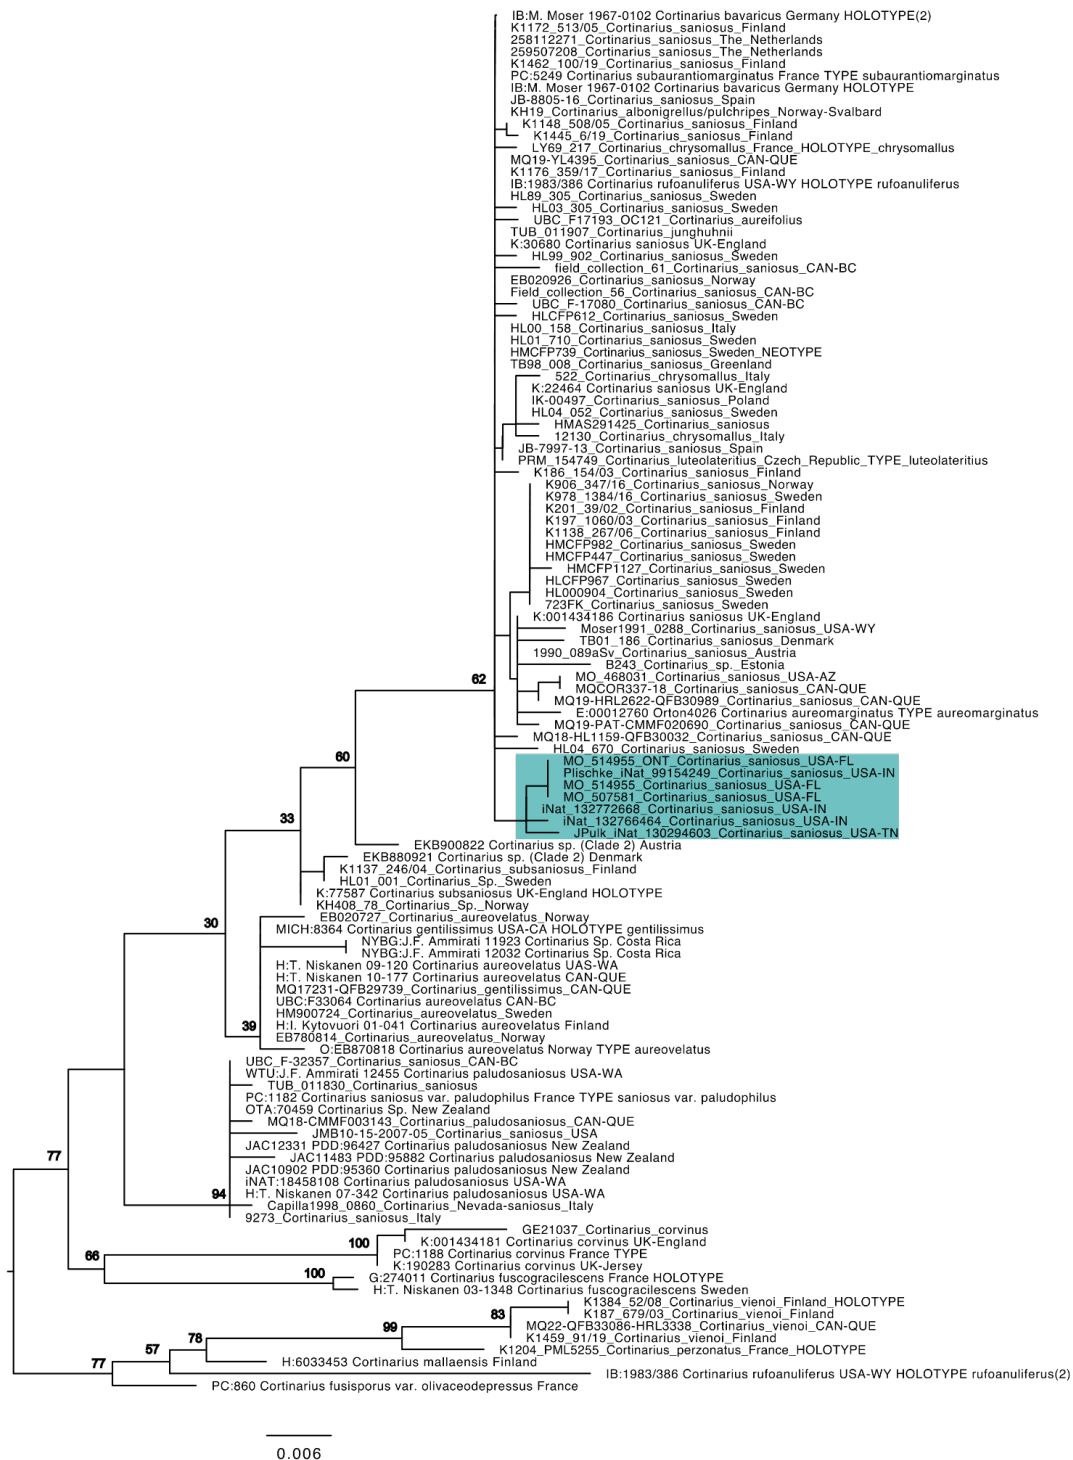 IB:M. Moser 1967-0102 Cortinarius bavaricus Germany HOLOTYPE(2)
K1172_513/05_Cortinarius_saniosus_Finland
258112271_Cortinarius_saniosus_The_Netherlands
259507208_Cortinarius_saniosus_The_Netherlands
K1462_100/19_Cortinarius_saniosus_Finland
PC:5249 Cortinarius subaurantiomarginatus France TYPE subaurantiomarginatus
IB:M. Moser 1967-0102 Cortinarius bavaricus Germany HOLOTYPE
JB-8805-16_Cortinarius_saniosus_Spain
KH19_Cortinarius_albonigrellus/pulchripes_Norway-Svalbard
K1148_508/05_Cortinarius_saniosus_Finland
K1445_6/19_Cortinarius_saniosus_Finland
LY69_217_Cortinarius_chrysomallus_France_HOLOTYPE_chrysomallus
MQ19-YL4395_Cortinarius_saniosus_CAN-QUE
K1176_359/17_Cortinarius_saniosus_Finland
IB:1983/386 Cortinarius rufoanuliferus USA-WY HOLOTYPE rufoanuliferus
HL89_305_Cortinarius_saniosus_Sweden
HL03_305_Cortinarius_saniosus_Sweden
UBC_F17193_OC121_Cortinarius_aureifolius
TUB_011907_Cortinarius_junghuhnii
K:30680 Cortinarius saniosus UK-England
HL99_902_Cortinarius_saniosus_Sweden
field_collection_61_Cortinarius_saniosus_CAN-BC
EB020926_Cortinarius_saniosus_Norway
Field_collection_56_Cortinarius_saniosus_CAN-BC
UBC_F-17080_Cortinarius_saniosus_CAN-BC
HLCFP612_Cortinarius_saniosus_Sweden
HL00_158_Cortinarius_saniosus_Italy
HL01_710_Cortinarius_saniosus_Sweden
HMCFP739_Cortinarius_saniosus_Sweden_NEOTYPE
TB98_008_Cortinarius_saniosus_Greenland
522_Cortinarius_chrysomallus_Italy
K:22464 Cortinarius saniosus UK-England
IK-00497_Cortinarius_saniosus_Poland
HL04_052_Cortinarius_saniosus_Sweden
HMAS291425_Cortinarius_saniosus
12130_Cortinarius_chrysomallus_Italy
JB-7997-13_Cortinarius_saniosus_Spain
PRM_154749_Cortinarius_luteolateritius_Czech_Republic_TYPE_luteolateritius
K186_154/03_Cortinarius_saniosus_Finland
K906_347/16_Cortinarius_saniosus_Norway
K978_1384/16_Cortinarius_saniosus_Sweden
K201_39/02_Cortinarius_saniosus_Finland
K197_1060/03_Cortinarius_saniosus_Finland
K1138_267/06_Cortinarius_saniosus_Finland
HMCFP982_Cortinarius_saniosus_Sweden
HMCFP447_Cortinarius_saniosus_Sweden
HMCFP1127_Cortinarius_saniosus_Sweden
HLCFP967_Cortinarius_saniosus_Sweden
HL000904_Cortinarius_saniosus_Sweden
723FK_Cortinarius_saniosus_Sweden
K:001434186 Cortinarius saniosus UK-England
Moser1991_0288_Cortinarius_saniosus_USA-WY
TB01_186_Cortinarius_saniosus_Denmark
1990_089aSv_Cortinarius_saniosus_Austria
B243_Cortinarius_sp._Estonia
MO_468031_Cortinarius_saniosus_USA-AZ
62
MQCOR337-18_Cortinarius_saniosus_CAN-QUE
MQ19-HRL2622-QFB30989_Cortinarius_saniosus_CAN-QUE
E:00012760 Orton4026 Cortinarius aureomarginatus TYPE aureomarginatus
MQ19-PAT-CMMF020690_Cortinarius_saniosus_CAN-QUE
MQ18-HL1159-QFB30032_Cortinarius_saniosus_CAN-QUE
HL04_670_Cortinarius_saniosus_Sweden
60
MO_514955_ONT_Cortinarius_saniosus_USA-FL
Plischke_iNat_99154249_Cortinarius_saniosus_USA-IN
MO_514955_Cortinarius_saniosus_USA-FL
MO_507581_Cortinarius_saniosus_USA-FL
iNat_132772668_Cortinarius_saniosus_USA-IN
33
iNat_132766464_Cortinarius_saniosus_USA-IN
JPulk_iNat_130294603_Cortinarius_saniosus_USA-TN
EKB900822 Cortinarius sp. (Clade 2) Austria
EKB880921 Cortinarius sp. (Clade 2) Denmark
K1137_246/04_Cortinarius_subsaniosus_Finland
HL01_001_Cortinarius_Sp._Sweden
K:77587 Cortinarius subsaniosus UK-England HOLOTYPE
KH408_78_Cortinarius_Sp._Norway
EB020727_Cortinarius_aureovelatus_Norway
30
MICH:8364 Cortinarius gentilissimus USA-CA HOLOTYPE gentilissimus
NYBG:J.F. Ammirati 11923 Cortinarius Sp. Costa Rica
NYBG:J.F. Ammirati 12032 Cortinarius Sp. Costa Rica
H:T. Niskanen 09-120 Cortinarius aureovelatus UAS-WA
H:T. Niskanen 10-177 Cortinarius aureovelatus CAN-QUE
MQ17231-QFB29739_Cortinarius_gentilissimus_CAN-QUE
UBC:F33064 Cortinarius aureovelatus CAN-BC
HM900724_Cortinarius_aureovelatus_Sweden
H:I. Kytovuori 01-041 Cortinarius aureovelatus Finland
39
EB780814_Cortinarius_aureovelatus_Norway
O:EB870818 Cortinarius aureovelatus Norway TYPE aureovelatus
UBC_F-32357_Cortinarius_saniosus_CAN-BC
WTU:J.F. Ammirati 12455 Cortinarius paludosaniosus USA-WA
TUB_011830_Cortinarius_saniosus
PC:1182 Cortinarius saniosus var. paludophilus France TYPE saniosus var. paludophilus
OTA:70459 Cortinarius Sp. New Zealand
MQ18-CMMF003143_Cortinarius_paludosaniosus_CAN-QUE
JMB10-15-2007-05_Cortinarius_saniosus_USA
JAC12331 PDD:96427 Cortinarius paludosaniosus New Zealand
77
JAC11483 PDD:95882 Cortinarius paludosaniosus New Zealand
JAC10902 PDD:95360 Cortinarius paludosaniosus New Zealand
iNAT:18458108 Cortinarius paludosaniosus USA-WA
94
H:T. Niskanen 07-342 Cortinarius paludosaniosus USA-WA
Capilla1998_0860_Cortinarius_Nevada-saniosus_Italy
9273_Cortinarius_saniosus_Italy
GE21037_Cortinarius_corvinus
100
K:001434181 Cortinarius corvinus UK-England
66
PC:1188 Cortinarius corvinus France TYPE
K:190283 Cortinarius corvinus UK-Jersey
100
G:274011 Cortinarius fuscogracilescens France HOLOTYPE
H:T. Niskanen 03-1348 Cortinarius fuscogracilescens Sweden
K1384_52/08_Cortinarius_vienoi_Finland_HOLOTYPE
83
K187_679/03_Cortinarius_vienoi_Finland
99
MQ22-QFB33086-HRL3338_Cortinarius_vienoi_CAN-QUE
78
K1459_91/19_Cortinarius_vienoi_Finland
57
K1204_PML5255_Cortinarius_perzonatus_France_HOLOTYPE
77
H:6033453 Cortinarius mallaensis Finland
IB:1983/386 Cortinarius rufoanuliferus USA-WY HOLOTYPE rufoanuliferus(2)
PC:860 Cortinarius fusisporus var. olivaceodepressus France
0.006